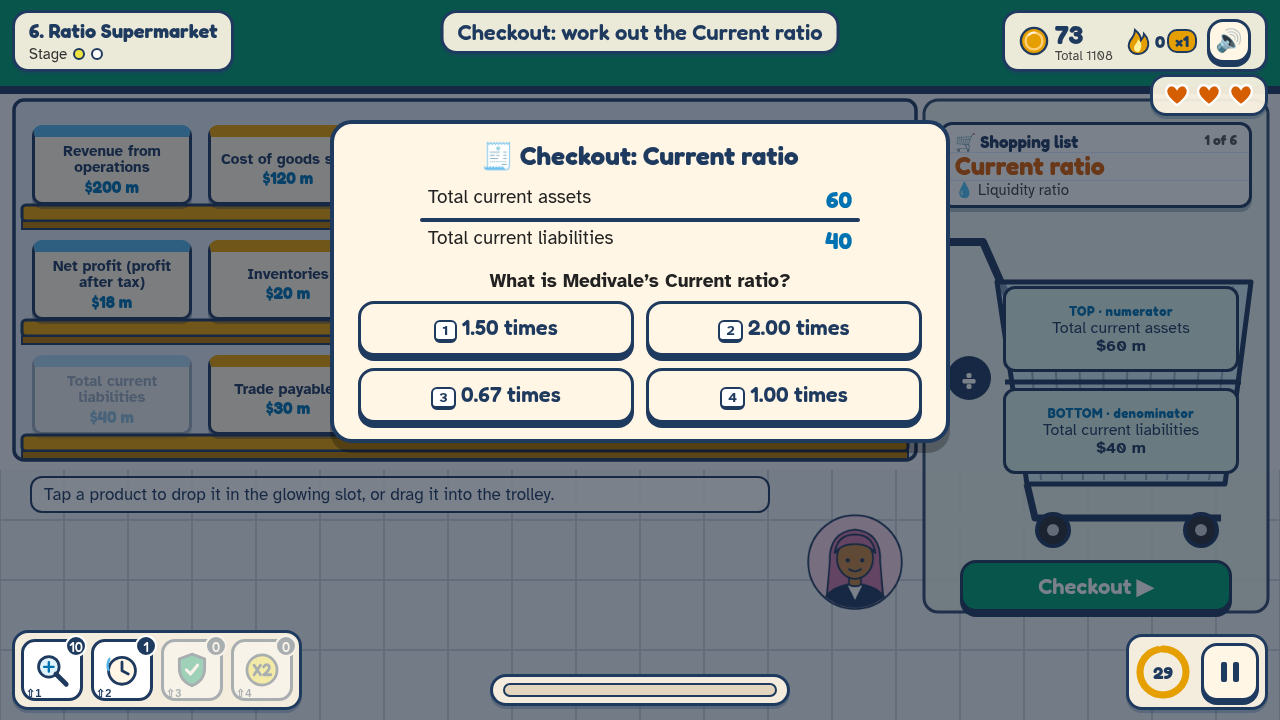 6. Ratio Supermarket
Stage
Checkout: work out the Current ratio
73
Total 1108
0
x1
Revenue from
operations
$200 m
Cost of goods s
$120 m
Net profit (profit
after tax)
$18 m
Inventories
$20 m
Total current
liabilities
$40 m
Trade payable
$30 m
🧾 Checkout: Current ratio
Total current assets
60
Total current liabilities
40
What is Medivale's Current ratio?
1 1.50 times
2 2.00 times
3 0.67 times
4 1.00 times
🛒 Shopping list
1 of 6
Current ratio
💧 Liquidity ratio
TOP · numerator
Total current assets
$60 m
÷
BOTTOM · denominator
Total current liabilities
$40 m
Checkout ▶
Tap a product to drop it in the glowing slot, or drag it into the trolley.
10
⇧1
1
⇧2
0
⇧3
0
X2
⇧4
29